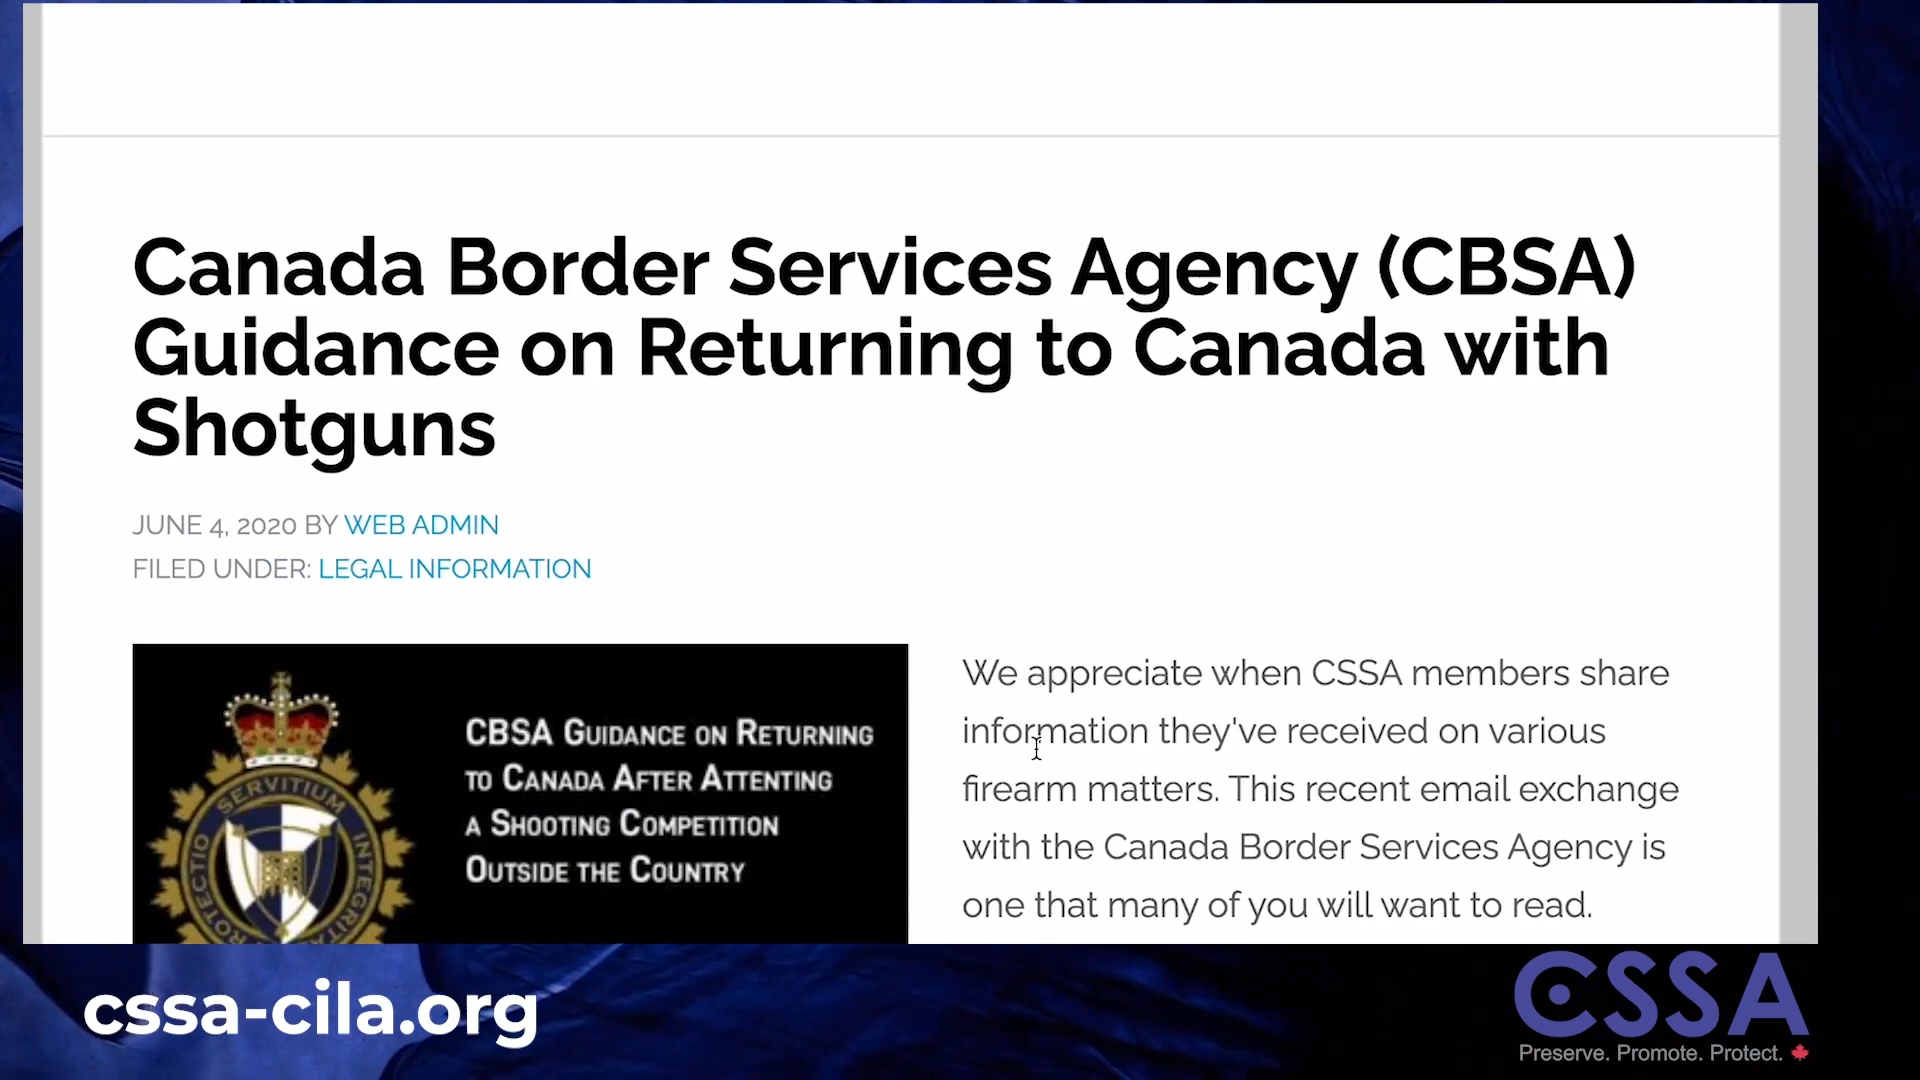 Canada Border Services Agency (CBSA)
Guidance on Returning to Canada with
Shotguns
JUNE 4, 2020 BY WEB ADMIN
FILED UNDER: LEGAL INFORMATION
CBSA GUIDANCE ON RETURNING
TO CANADA AFTER ATTENTING
A SHOOTING COMPETITION
OUTSIDE THE COUNTRY
SERVITIUM
PROTECTIO
INTEGRITAS
We appreciate when CSSA members share
information they've received on various
firearm matters. This recent email exchange
with the Canada Border Services Agency is
one that many of you will want to read.
cssa-cila.org
CSSA
Preserve. Promote. Protect.